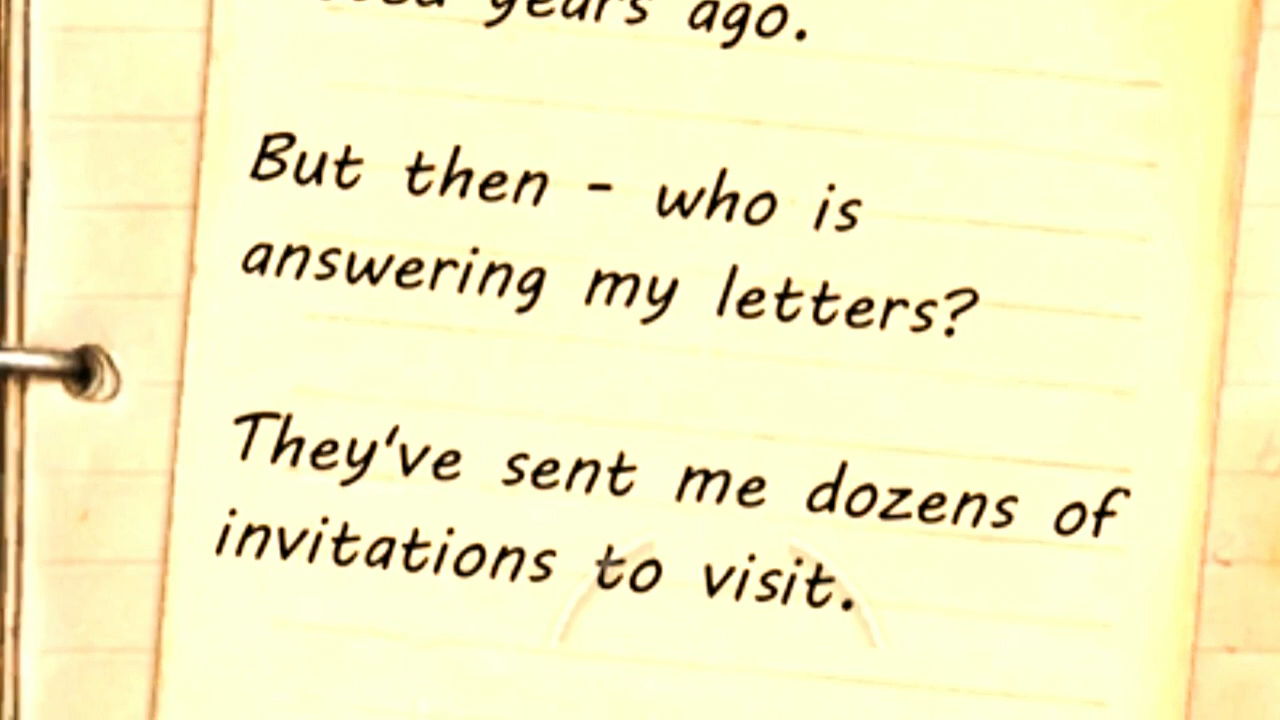 years ago.
But then - who is
answering my letters?
They've sent me dozens of
invitations to visit.